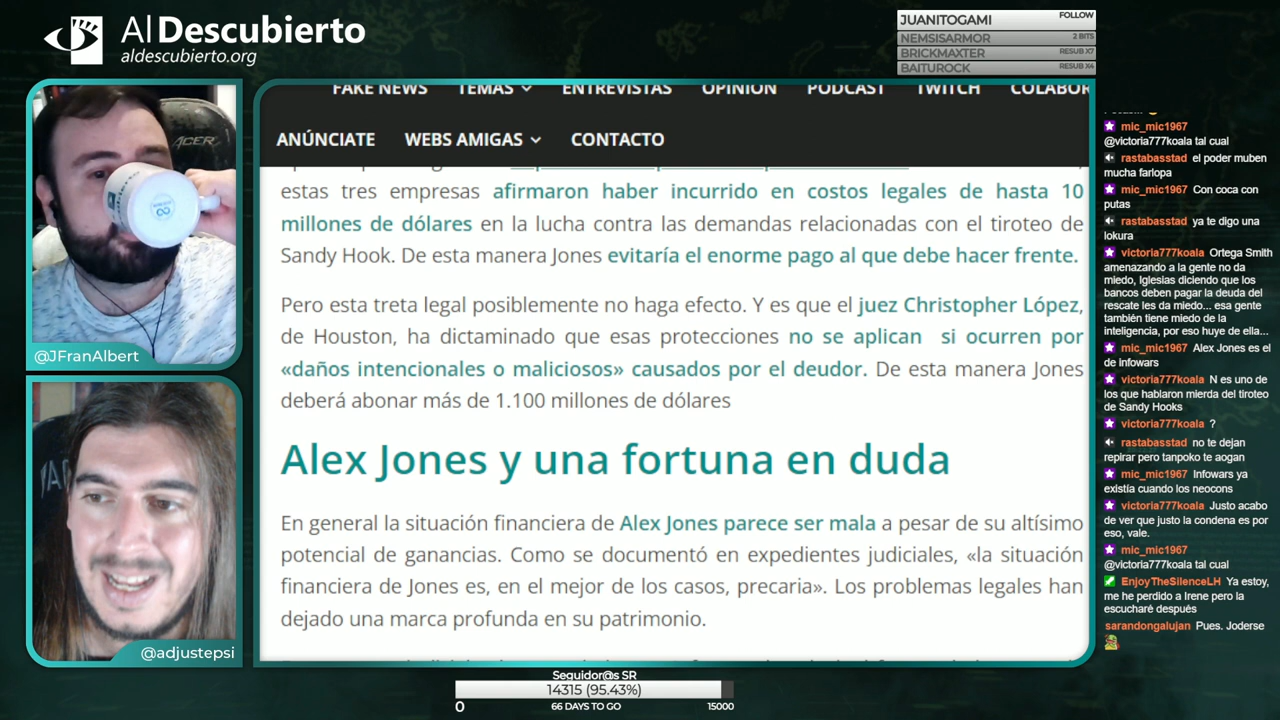 Al Descubierto
aldescubierto.org
JUANITOGAMI FOLLOW
NEMSISARMOR 2 BITS
BRICKMAXTER RESUB X7
BAITUROCK RESUB X4
FAKE NEWS TEMAS ENTREVISTAS OPINIÓN PODCAST TWITCH COLABOR
ANÚNCIATE WEBS AMIGAS CONTACTO
estas tres empresas afirmaron haber incurrido en costos legales de hasta 10
millones de dólares en la lucha contra las demandas relacionadas con el tiroteo de
Sandy Hook. De esta manera Jones evitaría el enorme pago al que debe hacer frente.
Pero esta treta legal posiblemente no haga efecto. Y es que el juez Christopher López,
de Houston, ha dictaminado que esas protecciones no se aplican si ocurren por
«daños intencionales o maliciosos» causados por el deudor. De esta manera Jones
deberá abonar más de 1.100 millones de dólares
Alex Jones y una fortuna en duda
En general la situación financiera de Alex Jones parece ser mala a pesar de su altísimo
potencial de ganancias. Como se documentó en expedientes judiciales, «la situación
financiera de Jones es, en el mejor de los casos, precaria». Los problemas legales han
dejado una marca profunda en su patrimonio.
ACER
@JFranAlbert
@adjustepsi
mic_mic1967
@victoria777koala tal cual
rastabasstad el poder muben
mucha farlopa
mic_mic1967 Con coca con
putas
rastabasstad ya te digo una
lokura
victoria777koala Ortega Smith
amenazando a la gente no da
miedo, Iglesias diciendo que los
bancos deben pagar la deuda del
rescate les da miedo... esa gente
también tiene miedo de la
inteligencia, por eso huye de ella...
mic_mic1967 Alex Jones es el
de Infowars
victoria777koala N es uno de
los que hablaron mierda del tiroteo
de Sandy Hooks
victoria777koala ?
rastabasstad no te dejan
repirar pero tanpoko te aogan
mic_mic1967 Infowars ya
existía cuando los neocons
victoria777koala Justo acabo
de ver que justo la condena es por
eso, vale.
mic_mic1967
@victoria777koala tal cual
EnjoyTheSilenceLH Ya estoy,
me he perdido a Irene pero la
escucharé después
sarandongalujan Pues. Joderse
Seguidor@s SR
14315 (95.43%)
0 66 DAYS TO GO 15000